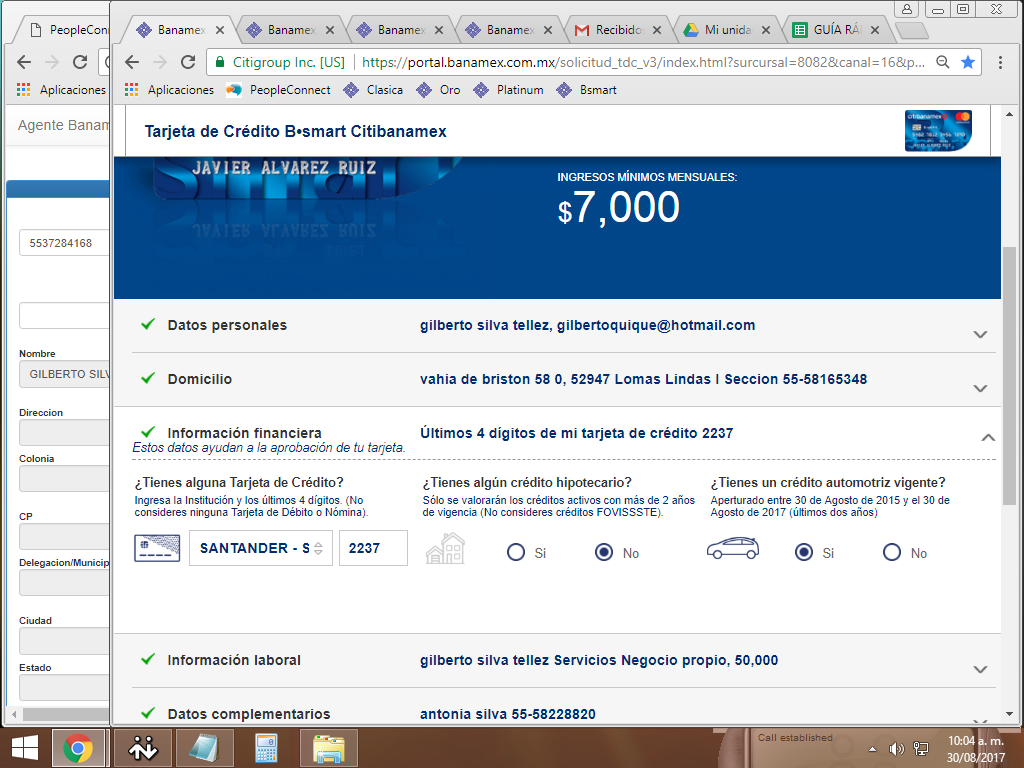 PeopleConn
Banamex
Banamex
Banamex
Banamex
Recibidos
Mi unida
GUÍA RÁ
Citigroup Inc. [US]
https://portal.banamex.com.mx/solicitud_tdc_v3/index.html?sursursal=8082&canal=16&p...
Aplicaciones
Aplicaciones
PeopleConnect
Clasica
Oro
Platinum
Bsmart
Agente Banam
5537284168
Nombre
GILBERTO SILV
Direccion
Colonia
CP
Delegacion/Municip
Ciudad
Estado
Tarjeta de Crédito B•smart Citibanamex
citibanamex
JAVIER ALVAREZ RUIZ
INGRESOS MÍNIMOS MENSUALES:
$7,000
Datos personales
gilberto silva tellez, gilbertoquique@hotmail.com
Domicilio
vahia de briston 58 0, 52947 Lomas Lindas I Seccion 55-58165348
Información financiera
Últimos 4 dígitos de mi tarjeta de crédito 2237
Estos datos ayudan a la aprobación de tu tarjeta.
¿Tienes alguna Tarjeta de Crédito?
Ingresa la Institución y los últimos 4 dígitos. (No
consideres ninguna Tarjeta de Débito o Nómina).
SANTANDER - S
2237
¿Tienes algún crédito hipotecario?
Sólo se valorarán los créditos activos con más de 2 años
de vigencia (No consideres créditos FOVISSSTE).
Si
No
¿Tienes un crédito automotriz vigente?
Aperturado entre 30 de Agosto de 2015 y el 30 de
Agosto de 2017 (últimos dos años)
Si
No
Información laboral
gilberto silva tellez Servicios Negocio propio, 50,000
Datos complementarios
antonia silva 55-58228820
Call established
10:04 a. m.
30/08/2017